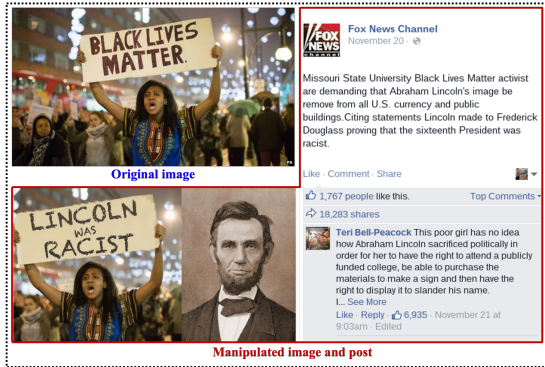 BLACK LIVES
MATTER.
PA
Original image
LINCOLN
WAS
RACIST
FOX
NEWS
channel
Fox News Channel
November 20 ·
Missouri State University Black Lives Matter activist
are demanding that Abraham Lincoln's image be
remove from all U.S. currency and public
buildings.Citing statements Lincoln made to Frederick
Douglass proving that the sixteenth President was
racist.
Like · Comment · Share
1,767 people like this.
Top Comments
18,283 shares
Teri Bell-Peacock This poor girl has no idea
how Abraham Lincoln sacrificed politically in
order for her to have the right to attend a publicly
funded college, be able to purchase the
materials to make a sign and then have the
right to display it to slander his name.
I... See More
Like · Reply · 6,935 · November 21 at
9:03am · Edited
Manipulated image and post